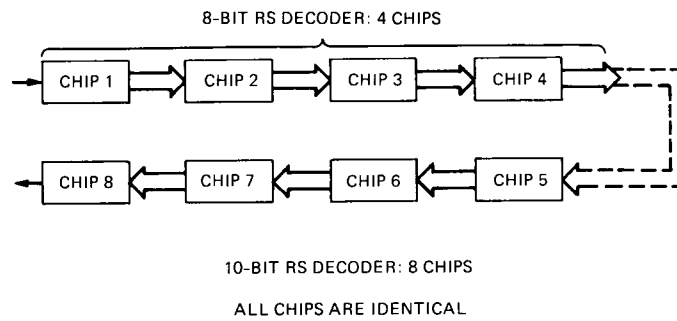 8-BIT RS DECODER: 4 CHIPS
CHIP 1 CHIP 2 CHIP 3 CHIP 4
CHIP 8 CHIP 7 CHIP 6 CHIP 5
10-BIT RS DECODER: 8 CHIPS
ALL CHIPS ARE IDENTICAL